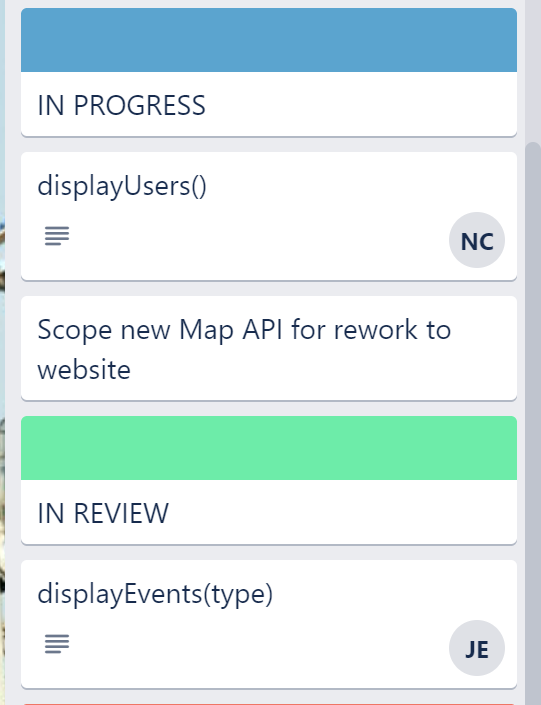 IN PROGRESS
displayUsers()
NC
Scope new Map API for rework to
website
IN REVIEW
displayEvents(type)
JE